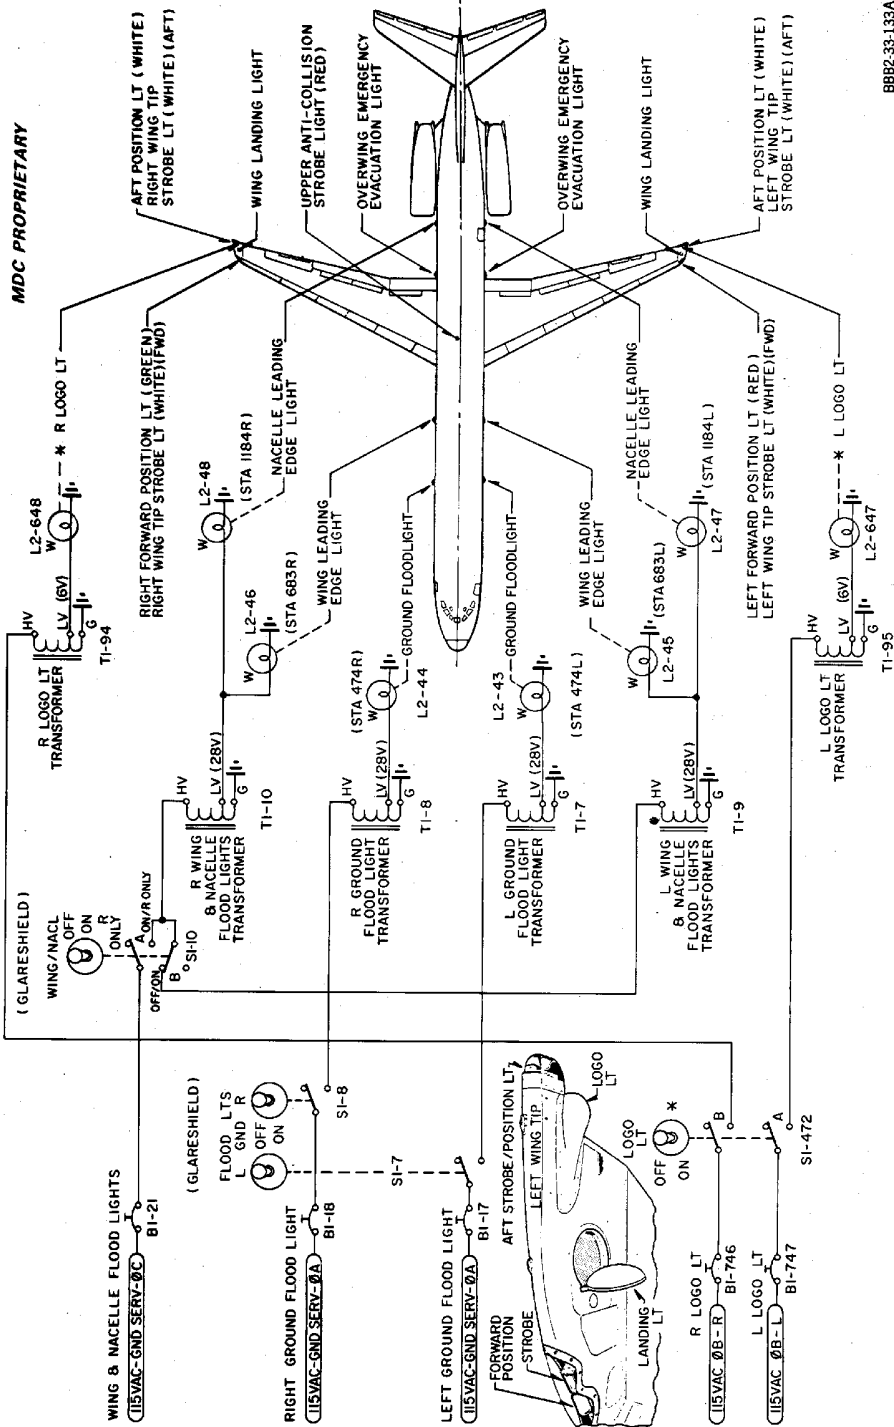 MDC PROPRIETARY
WING & NACELLE FLOOD LIGHTS
115VAC-GND SERV-ØC
B1-21
(GLARESHIELD)
WING/NACL
OFF
ON
R
ONLY
A
ON/R ONLY
OFF/ON
B
S1-10
R WING
& NACELLE
FLOOD LIGHTS
TRANSFORMER
HV
LV (28V)
G
T1-10
W
L2-46
(STA 683R)
W
L2-48
(STA 1184R)
WING LEADING
EDGE LIGHT
NACELLE LEADING
EDGE LIGHT
R LOGO LT
TRANSFORMER
HV
LV (6V)
G
T1-94
W
L2-648
* R LOGO LT
RIGHT FORWARD POSITION LT (GREEN)
RIGHT WING TIP STROBE LT (WHITE)(FWD)
AFT POSITION LT (WHITE)
RIGHT WING TIP
STROBE LT (WHITE)(AFT)
WING LANDING LIGHT
UPPER ANTI-COLLISION
STROBE LIGHT (RED)
OVERWING EMERGENCY
EVACUATION LIGHT
RIGHT GROUND FLOOD LIGHT
115VAC-GND SERV-ØA
B1-18
(GLARESHIELD)
FLOOD LTS
GND
L
R
OFF
ON
S1-8
S1-7
R GROUND
FLOOD LIGHT
TRANSFORMER
HV
LV (28V)
G
T1-8
(STA 474R)
W
L2-44
GROUND FLOODLIGHT
LEFT GROUND FLOOD LIGHT
115VAC-GND SERV-ØA
B1-17
L GROUND
FLOOD LIGHT
TRANSFORMER
HV
LV (28V)
G
T1-7
L2-43
W
(STA 474L)
GROUND FLOODLIGHT
OVERWING EMERGENCY
EVACUATION LIGHT
L WING
& NACELLE
FLOOD LIGHTS
TRANSFORMER
HV
LV (28V)
G
T1-9
W
L2-45
(STA 683L)
W
L2-47
(STA 1184L)
WING LEADING
EDGE LIGHT
NACELLE LEADING
EDGE LIGHT
WING LANDING LIGHT
LEFT FORWARD POSITION LT (RED)
LEFT WING TIP STROBE LT (WHITE)(FWD)
AFT POSITION LT (WHITE)
LEFT WING TIP
STROBE LT (WHITE)(AFT)
FORWARD
POSITION
STROBE
LANDING
LT
AFT STROBE/POSITION LT
LEFT WING TIP
LOGO
LT
R LOGO LT
115VAC ØB-R
B1-746
L LOGO LT
115VAC ØB-L
B1-747
LOGO
LT
*
OFF
ON
B
A
S1-472
L LOGO LT
TRANSFORMER
HV
LV (6V)
G
T1-95
W
L2-647
* L LOGO LT
BBB2-33-133A